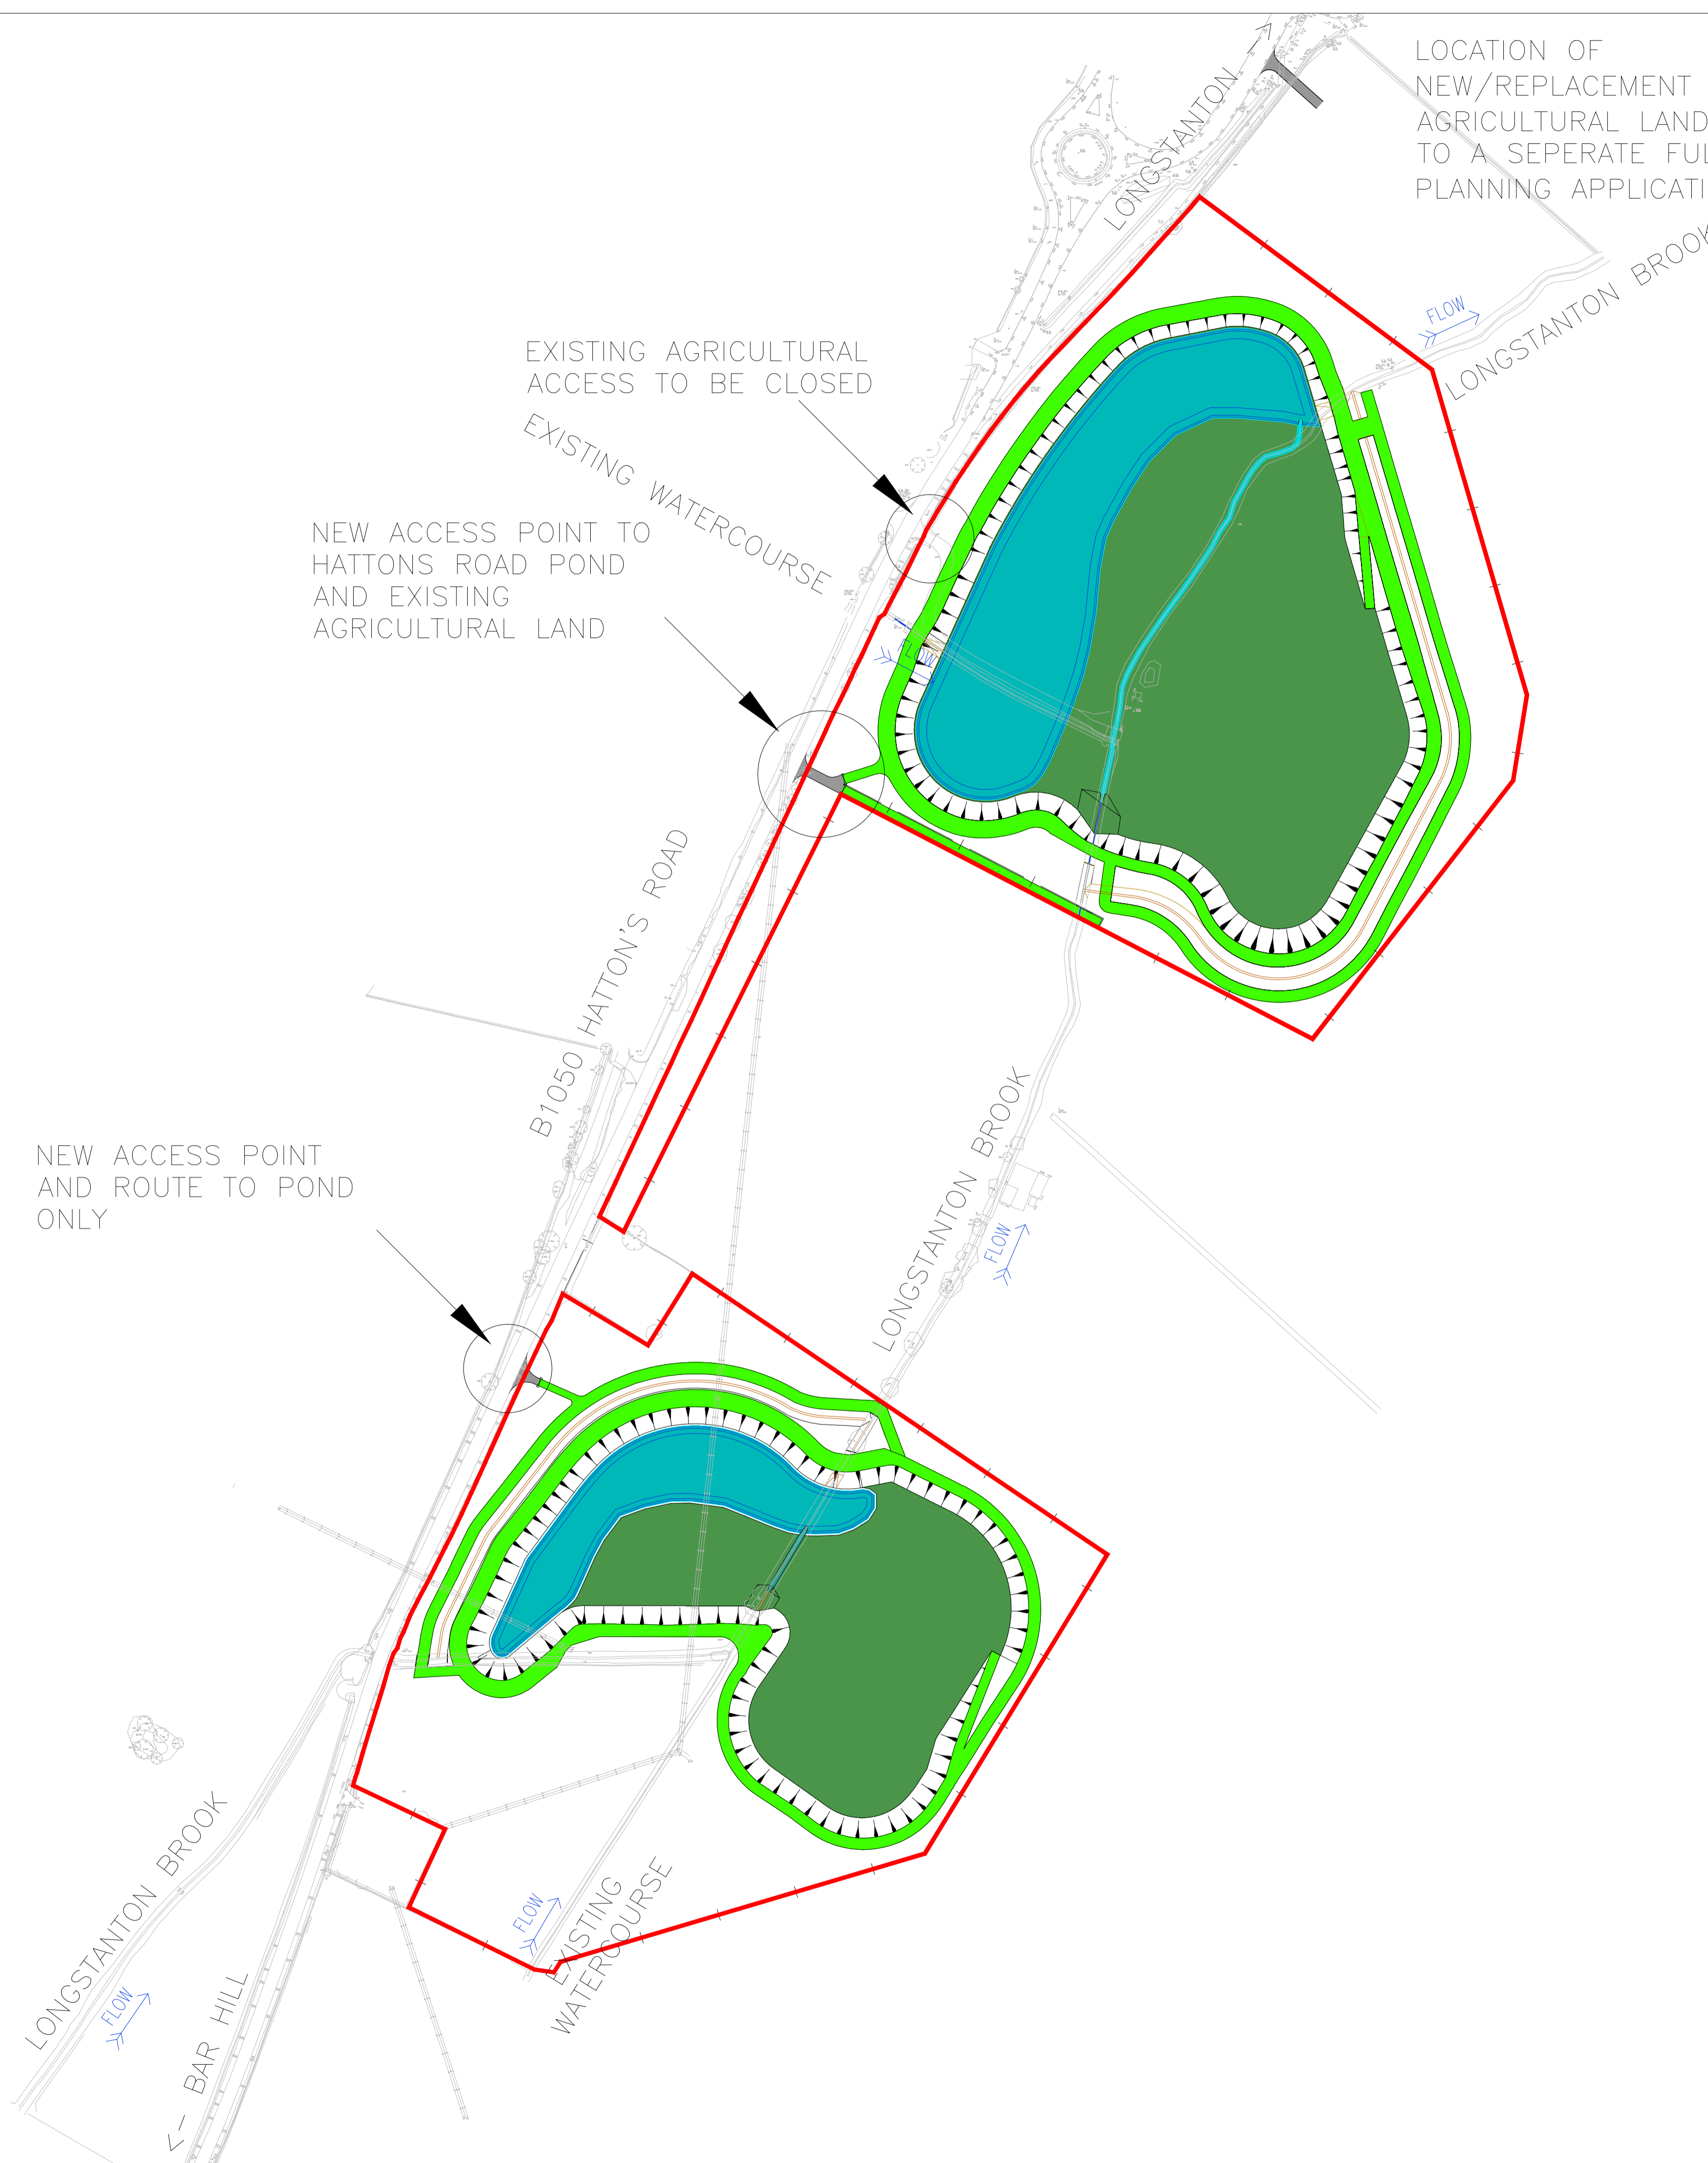 LOCATION OF
NEW/REPLACEMENT
AGRICULTURAL LAND
TO A SEPERATE FUL
PLANNING APPLICATI
LONGSTANTON
LONGSTANTON BROOK
FLOW
EXISTING AGRICULTURAL
ACCESS TO BE CLOSED
EXISTING WATERCOURSE
NEW ACCESS POINT TO
HATTONS ROAD POND
AND EXISTING
AGRICULTURAL LAND
FLOW
B1050 HATTON'S ROAD
LONGSTANTON BROOK
FLOW
NEW ACCESS POINT
AND ROUTE TO POND
ONLY
LONGSTANTON BROOK
FLOW
<- BAR HILL
FLOW
EXISTING
WATERCOURSE